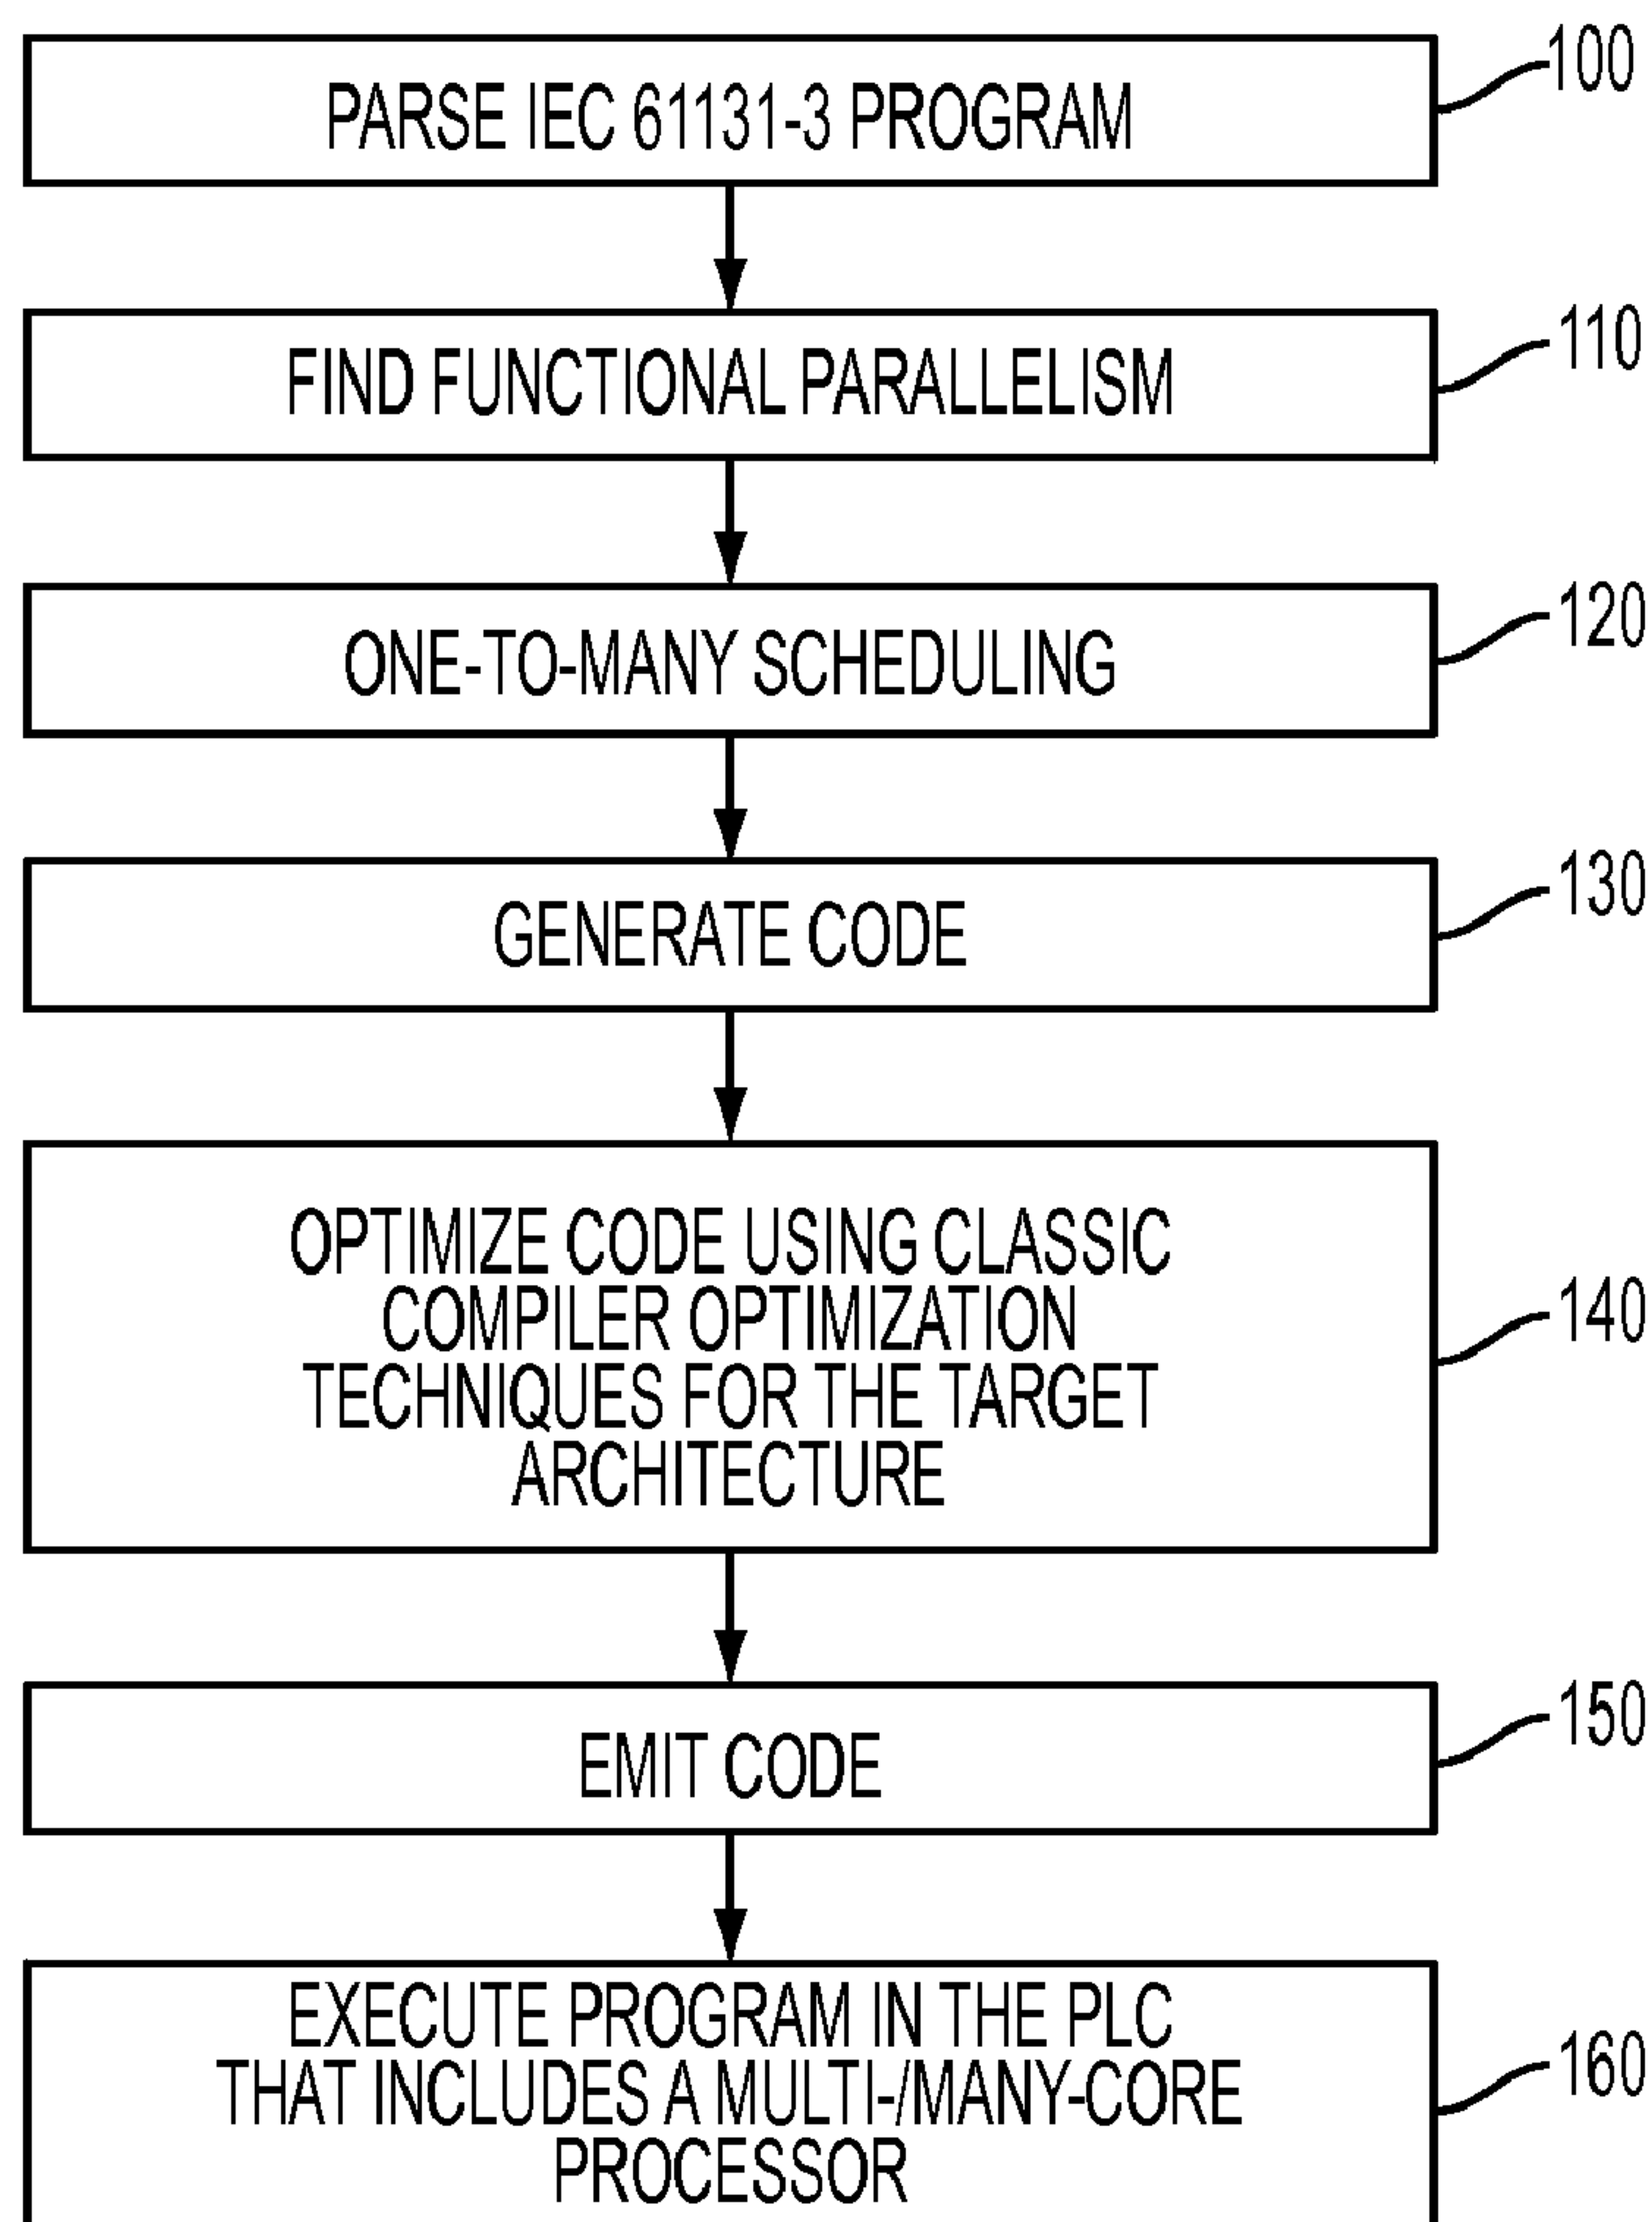 PARSE IEC 61131-3 PROGRAM
100
FIND FUNCTIONAL PARALLELISM
110
ONE-TO-MANY SCHEDULING
120
GENERATE CODE
130
OPTIMIZE CODE USING CLASSIC
COMPILER OPTIMIZATION
TECHNIQUES FOR THE TARGET
ARCHITECTURE
140
EMIT CODE
150
EXECUTE PROGRAM IN THE PLC
THAT INCLUDES A MULTI-/MANY-CORE
PROCESSOR
160